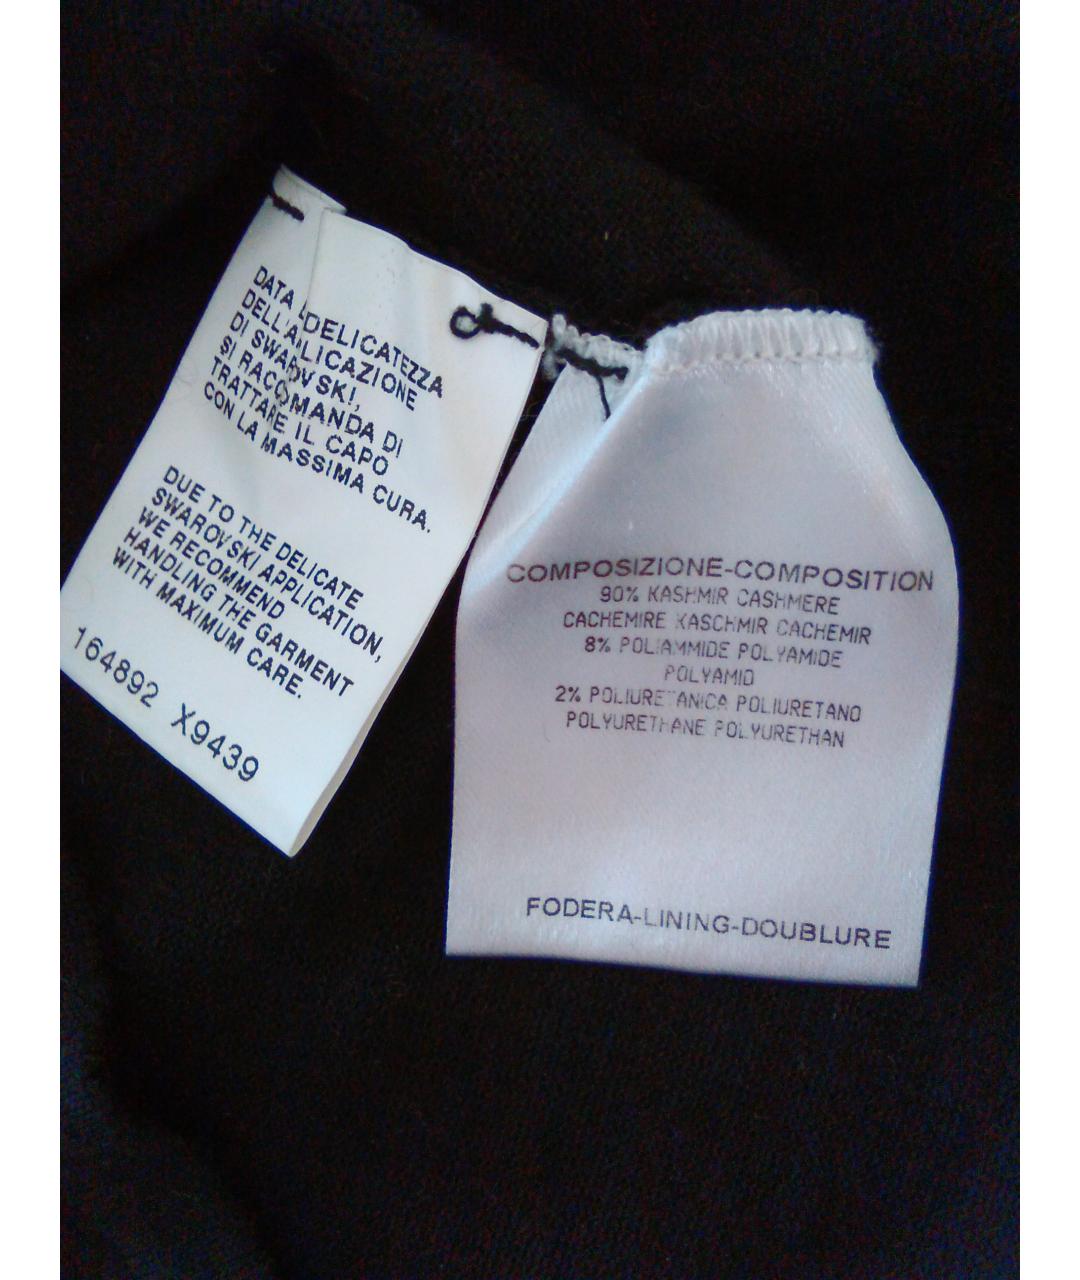 DATA DELICATEZZA
DELL'A LICAZIONE
DI SWAROVSKI,
SI RACCOMANDA DI
TRATTARE IL CAPO
CON LA MASSIMA CURA.
DUE TO THE DELICATE
SWAROVSKI APPLICATION,
WE RECOMMEND
HANDLING THE GARMENT
WITH MAXIMUM CARE.
164892 X9439
COMPOSIZIONE-COMPOSITION
90% KASHMIR CASHMERE
CACHEMIRE KASCHMIR CACHEMIR
8% POLIAMMIDE POLYAMIDE
POLYAMID
2% POLIURETANICA POLIURETANO
POLYURETHANE POLYURETHAN
FODERA-LINING-DOUBLURE